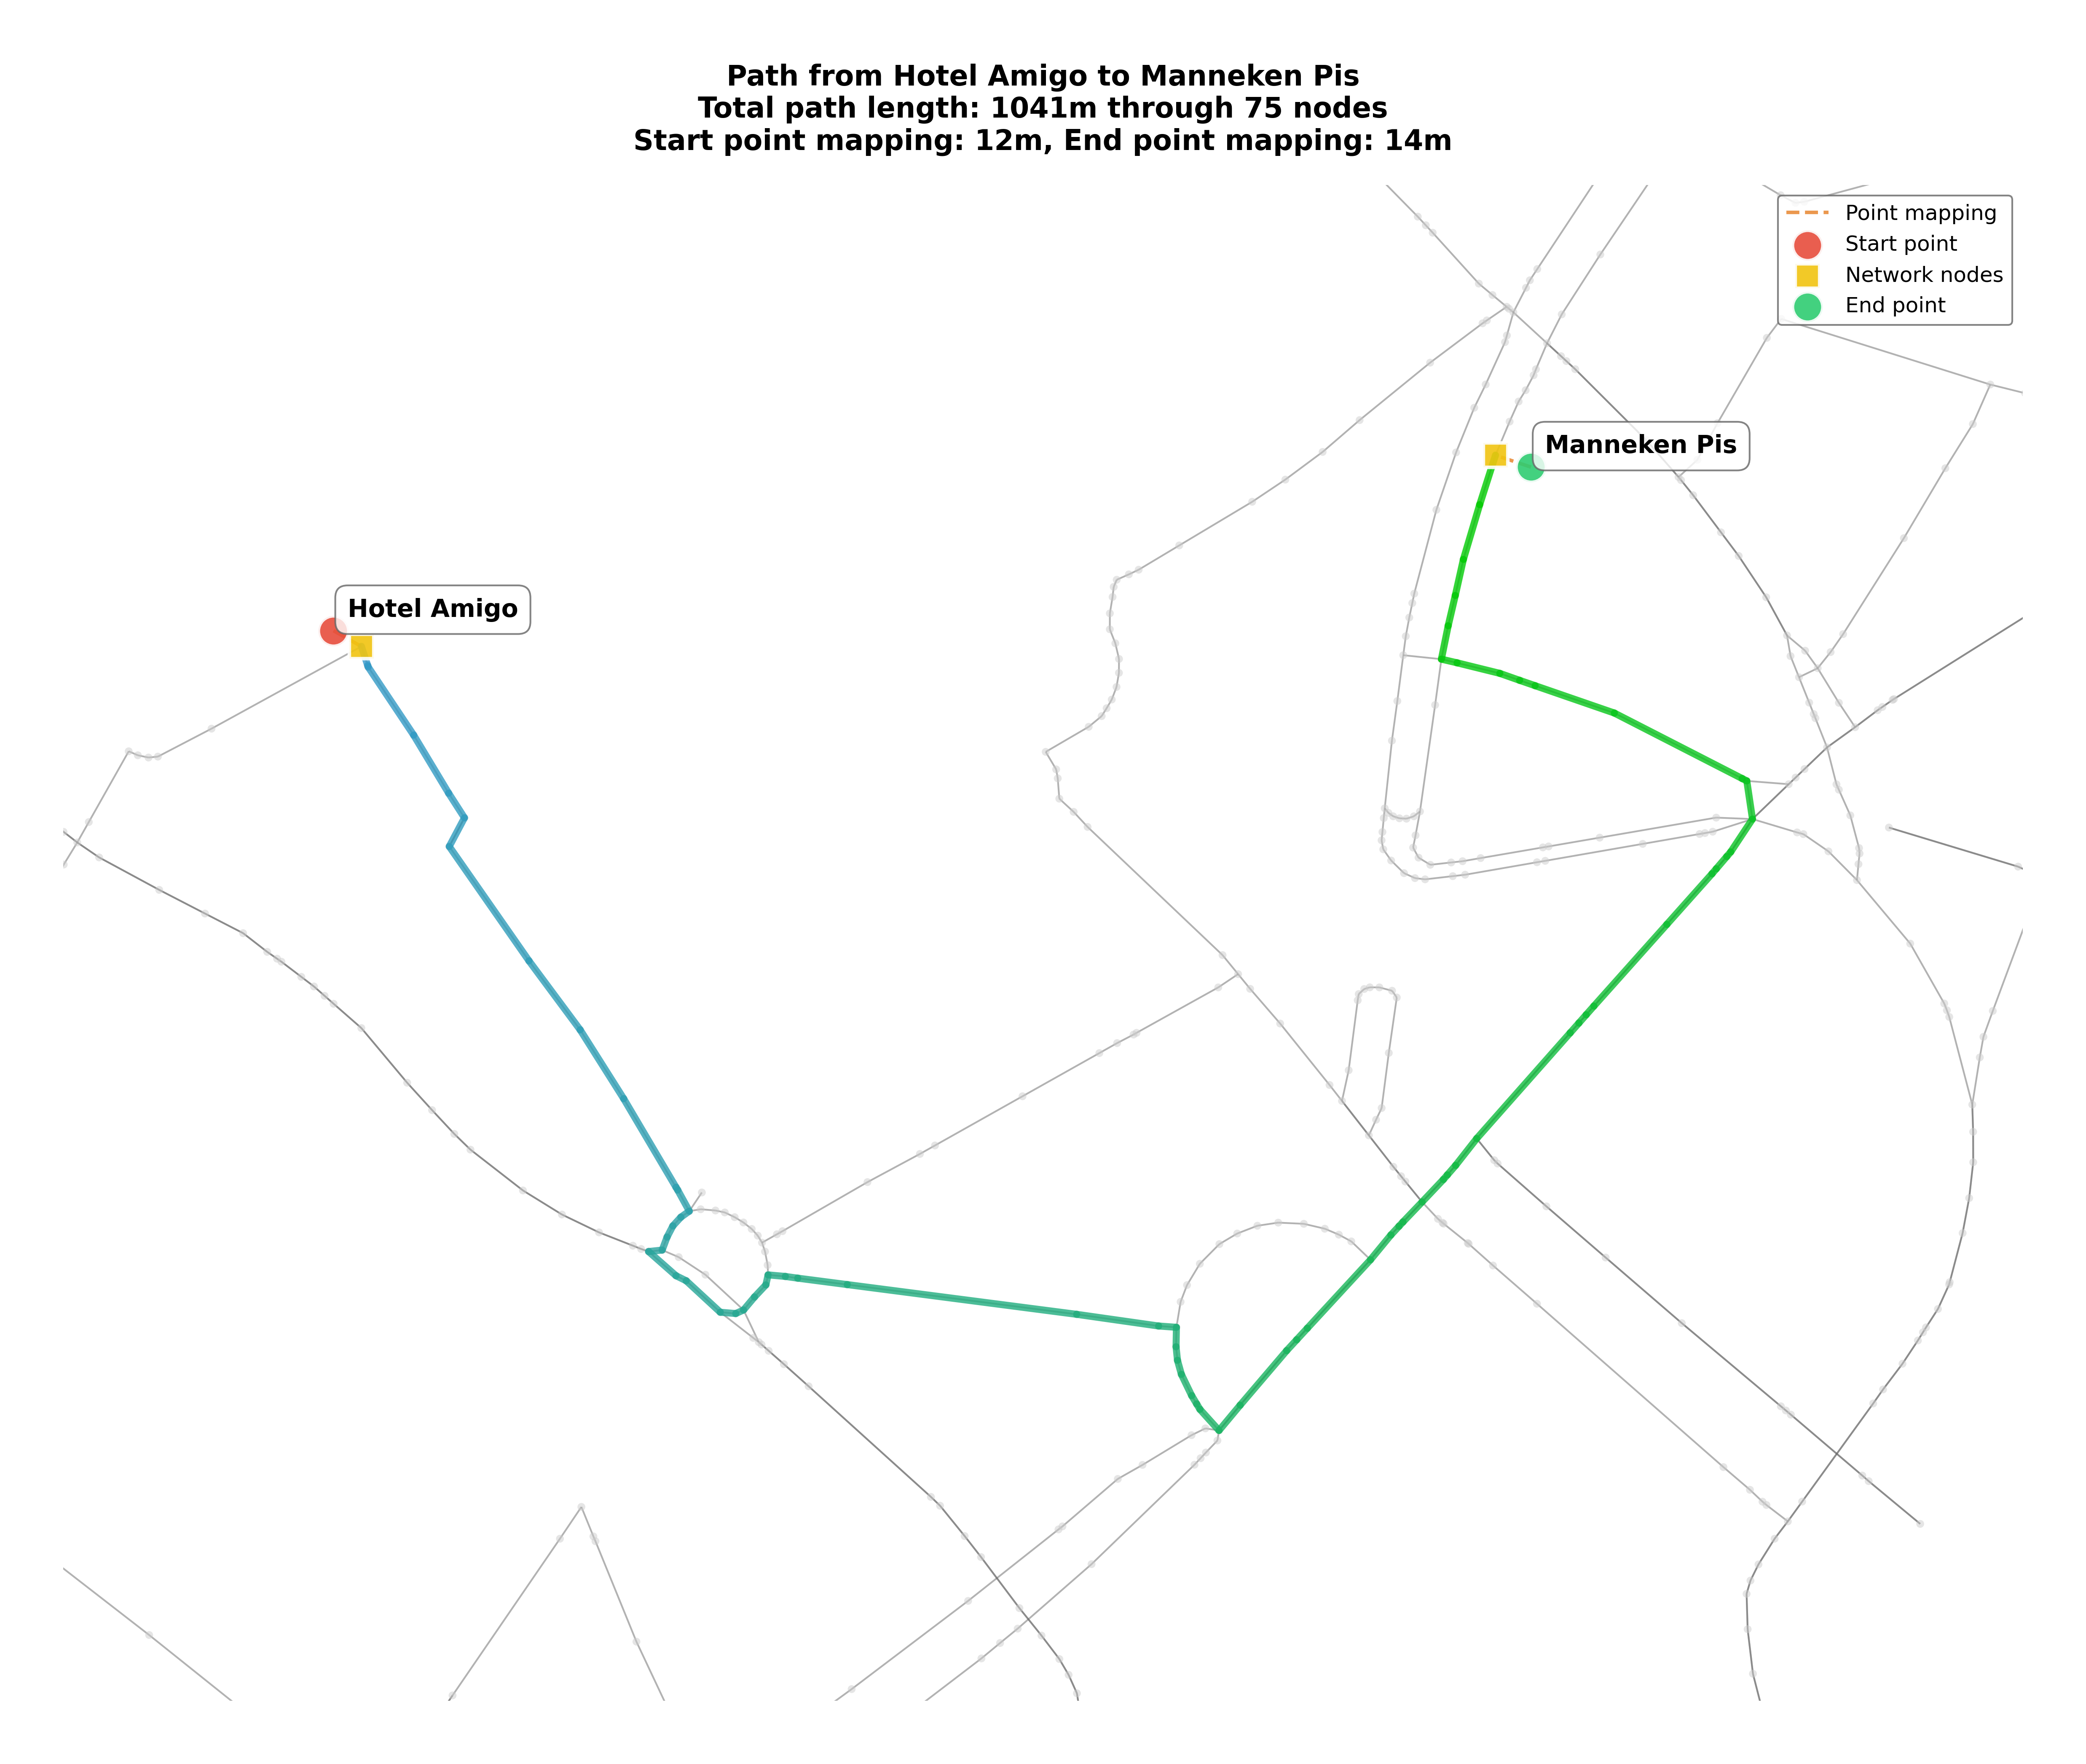 Path from Hotel Amigo to Manneken Pis
Total path length: 1041m through 75 nodes
Start point mapping: 12m, End point mapping: 14m
Point mapping
Start point
Network nodes
End point
Manneken Pis
Hotel Amigo